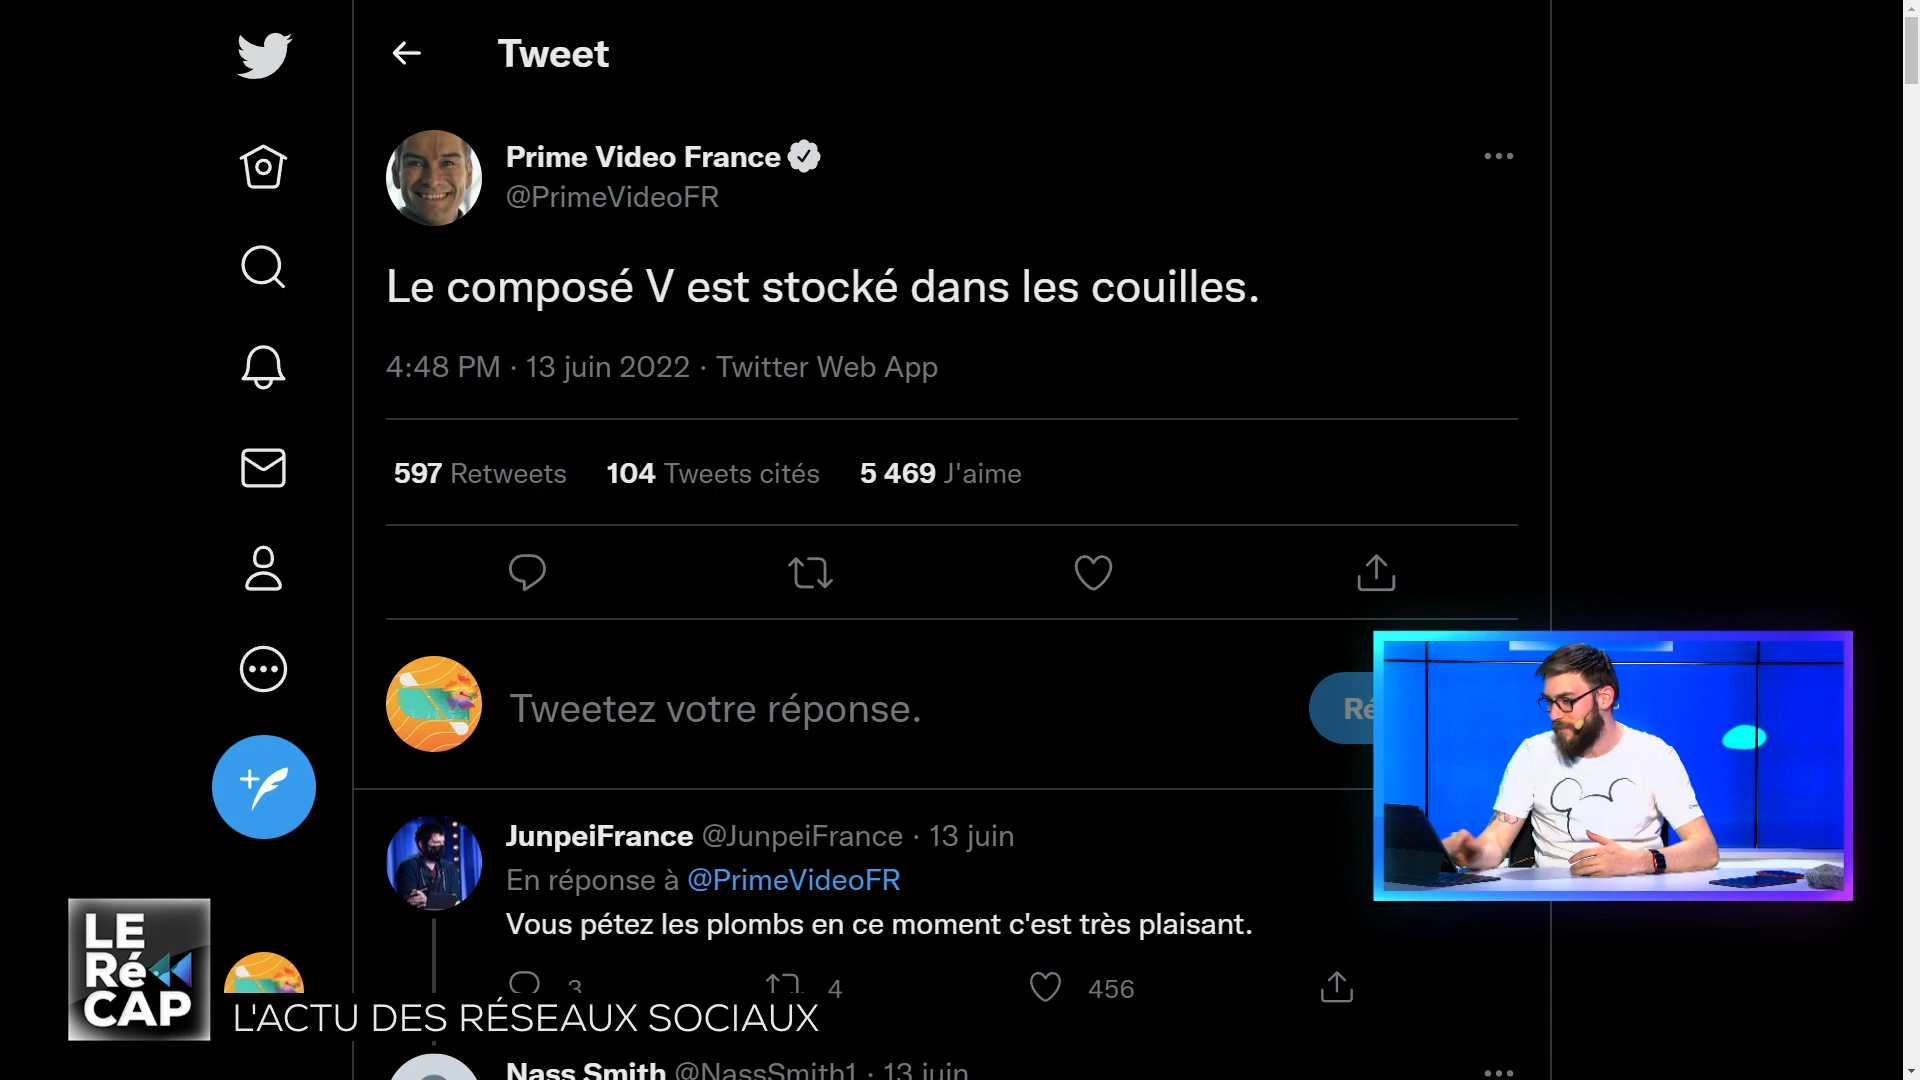 Tweet
Prime Video France
@PrimeVideoFR
Le composé V est stocké dans les couilles.
4:48 PM · 13 juin 2022 · Twitter Web App
597 Retweets 104 Tweets cités 5 469 J'aime
Tweetez votre réponse.
Ré
JunpeiFrance @JunpeiFrance · 13 juin
En réponse à @PrimeVideoFR
Vous pétez les plombs en ce moment c'est très plaisant.
3 4 456
LE
Ré
CAP
L'ACTU DES RÉSEAUX SOCIAUX
Nass Smith @NassSmith1 · 13 juin